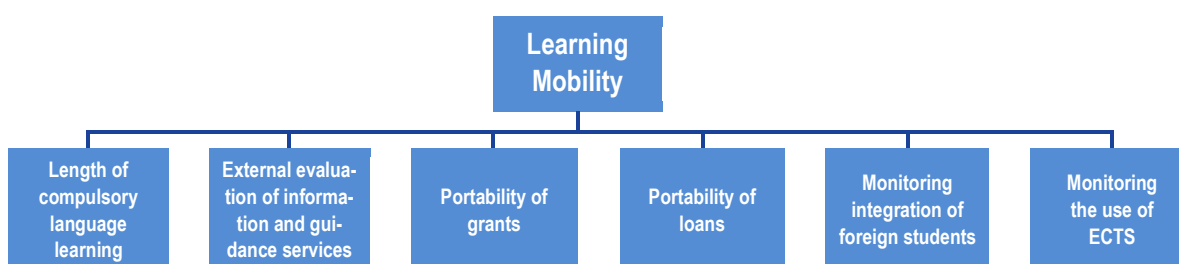 Learning
Mobility
Length of
compulsory
language
learning
External evalua-
tion of informa-
tion and gui-
dance services
Portability of
grants
Portability of
loans
Monitoring
integration of
foreign students
Monitoring
the use of
ECTS